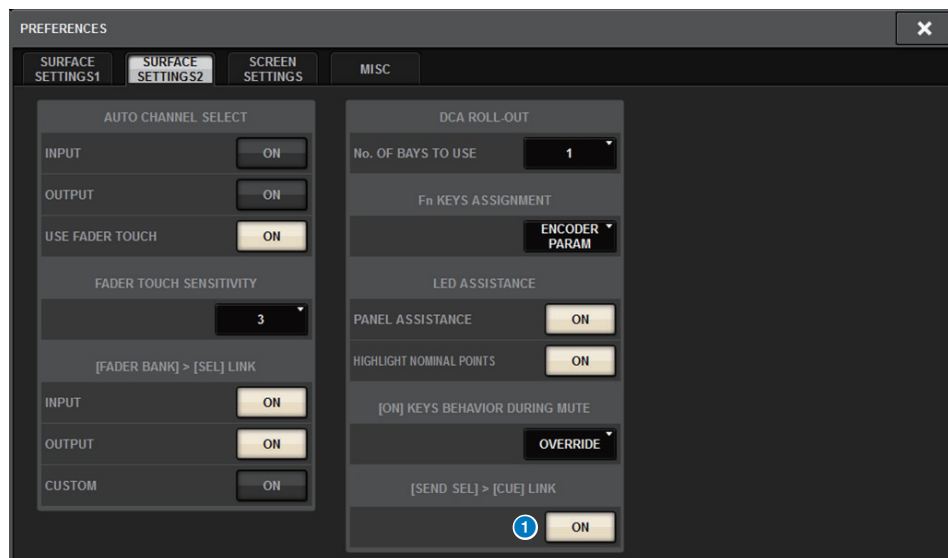 PREFERENCES
SURFACE SETTINGS1
SURFACE SETTINGS2
SCREEN SETTINGS
MISC
AUTO CHANNEL SELECT
INPUT ON
OUTPUT ON
USE FADER TOUCH ON
FADER TOUCH SENSITIVITY
3
[FADER BANK] > [SEL] LINK
INPUT ON
OUTPUT ON
CUSTOM ON
DCA ROLL-OUT
No. OF BAYS TO USE 1
Fn KEYS ASSIGNMENT
ENCODER PARAM
LED ASSISTANCE
PANEL ASSISTANCE ON
HIGHLIGHT NOMINAL POINTS ON
[ON] KEYS BEHAVIOR DURING MUTE
OVERRIDE
[SEND SEL] > [CUE] LINK
1 ON